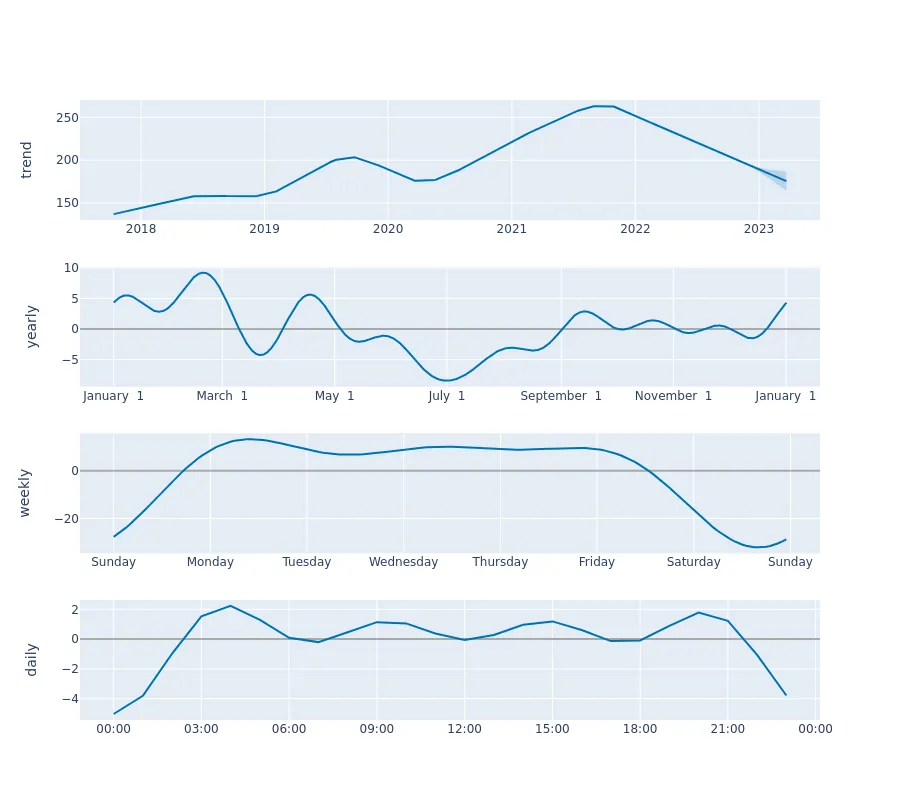 trend
250
200
150
2018 2019 2020 2021 2022 2023
yearly
10
5
0
−5
January 1 March 1 May 1 July 1 September 1 November 1 January 1
weekly
0
−20
Sunday Monday Tuesday Wednesday Thursday Friday Saturday Sunday
daily
2
0
−2
−4
00:00 03:00 06:00 09:00 12:00 15:00 18:00 21:00 00:00